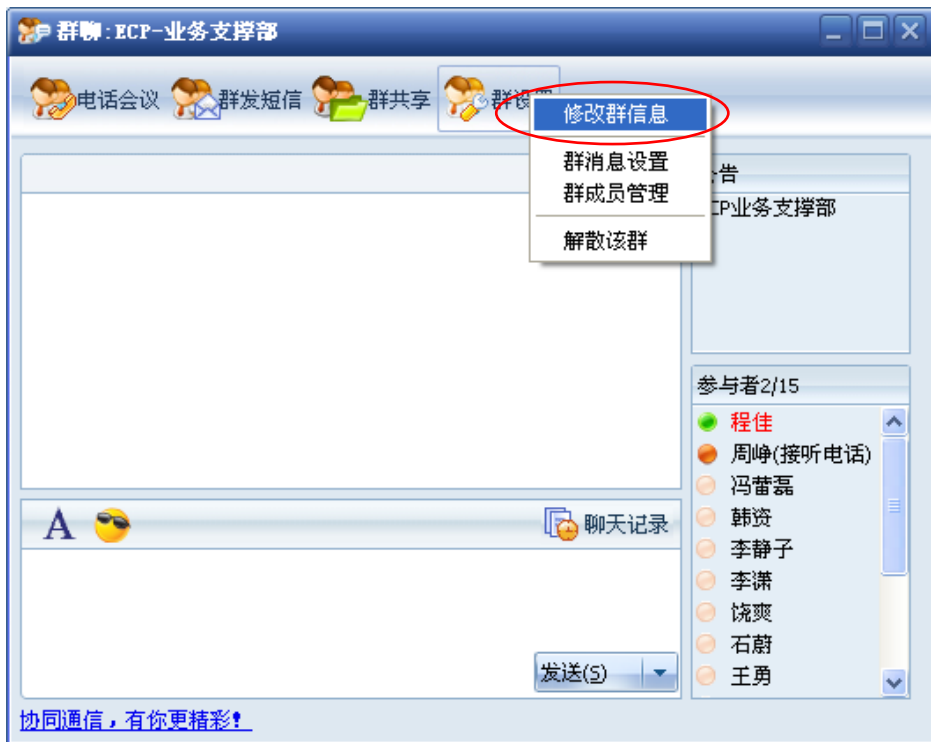 群聊:ECP-业务支撑部
电话会议 群发短信 群共享 群设
修改群信息
群消息设置
群成员管理
解散该群
告
CP业务支撑部
参与者2/15
程佳
周峥(接听电话)
冯蕾磊
韩资
李静子
李潇
饶爽
石蔚
王勇
A
聊天记录
发送(S)
协同通信，有你更精彩！